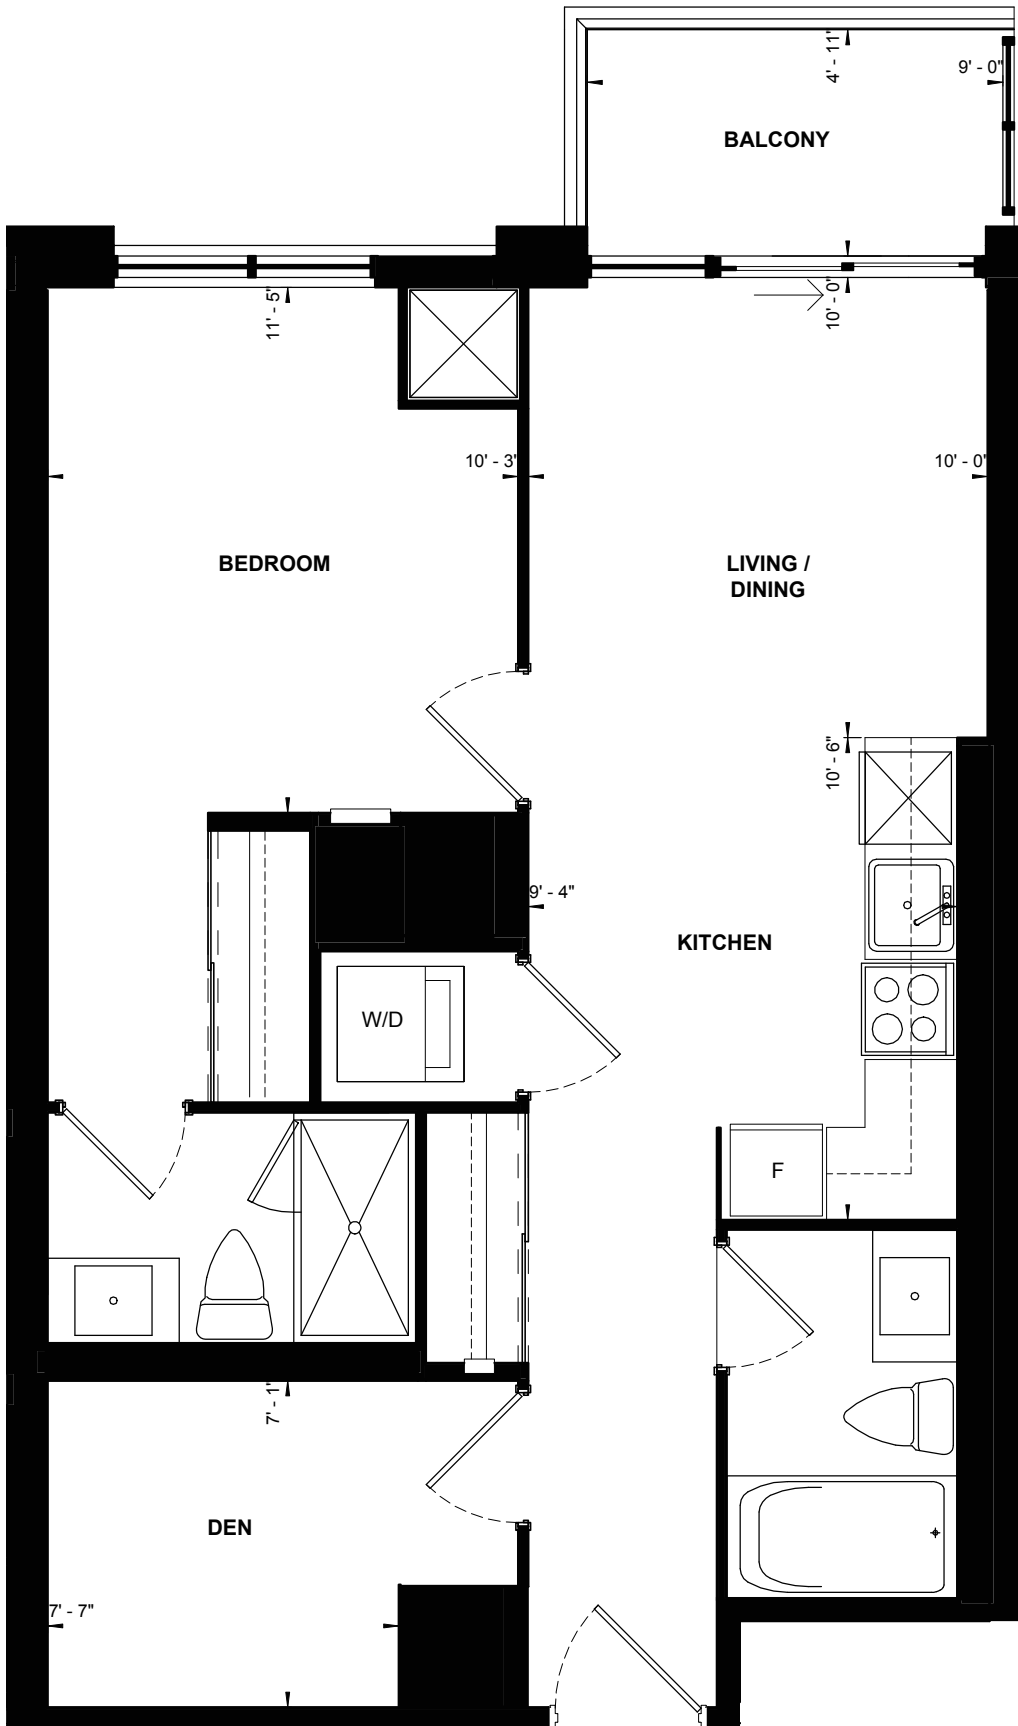 4' - 11"
9' - 0"
BALCONY
11' - 5"
10' - 0"
10' - 3"
10' - 0"
BEDROOM
LIVING /
DINING
10' - 6"
9' - 4"
KITCHEN
W/D
F
7' - 1"
DEN
7' - 7"